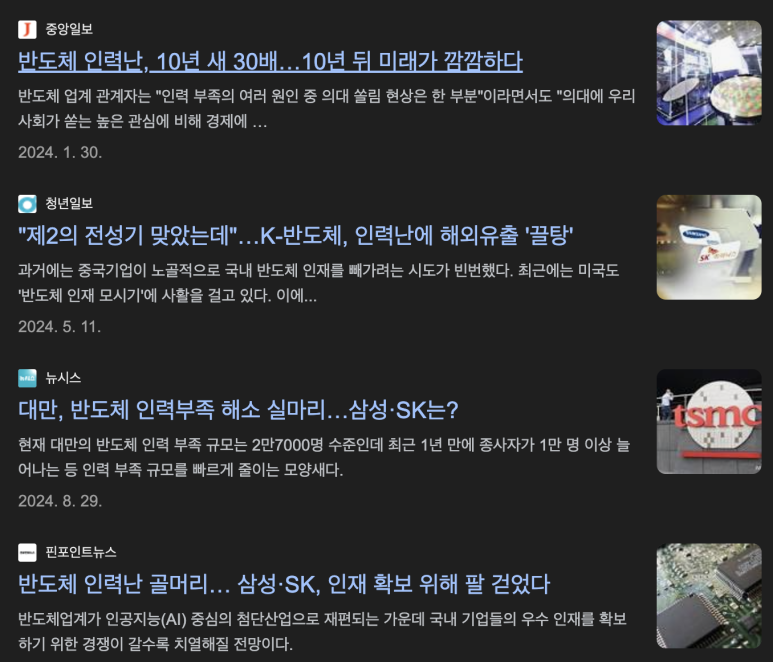 중앙일보
반도체 인력난, 10년 새 30배…10년 뒤 미래가 깜깜하다
반도체 업계 관계자는 "인력 부족의 여러 원인 중 의대 쏠림 현상은 한 부분"이라면서도 "의대에 우리
사회가 쏟는 높은 관심에 비해 경제에 …
2024. 1. 30.
청년일보
"제2의 전성기 맞았는데"…K-반도체, 인력난에 해외유출 '끌탕'
과거에는 중국기업이 노골적으로 국내 반도체 인재를 빼가려는 시도가 빈번했다. 최근에는 미국도
'반도체 인재 모시기'에 사활을 걸고 있다. 이에...
SAMSUNG
SK
2024. 5. 11.
뉴시스
대만, 반도체 인력부족 해소 실마리…삼성·SK는?
현재 대만의 반도체 인력 부족 규모는 2만7000명 수준인데 최근 1년 만에 종사자가 1만 명 이상 늘
어나는 등 인력 부족 규모를 빠르게 줄이는 모양새다.
tsmc
2024. 8. 29.
핀포인트뉴스
반도체 인력난 골머리… 삼성·SK, 인재 확보 위해 팔 걷었다
반도체업계가 인공지능(AI) 중심의 첨단산업으로 재편되는 가운데 국내 기업들의 우수 인재를 확보
하기 위한 경쟁이 갈수록 치열해질 전망이다.